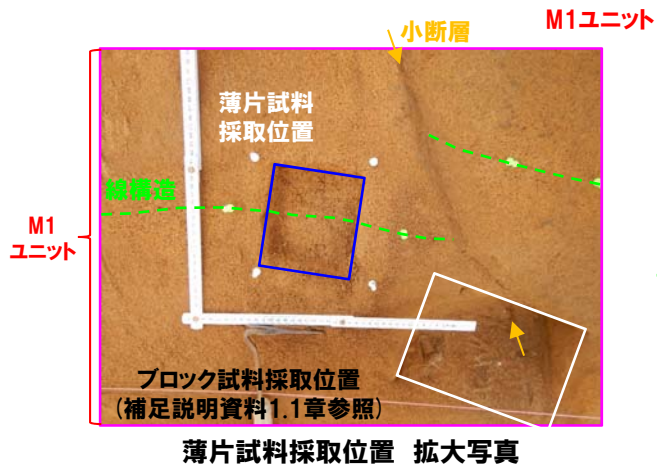 M1ユニット
小断層
薄片試料
採取位置
線構造
M1
ユニット
ブロック試料採取位置
(補足説明資料1.1章参照)
薄片試料採取位置 拡大写真